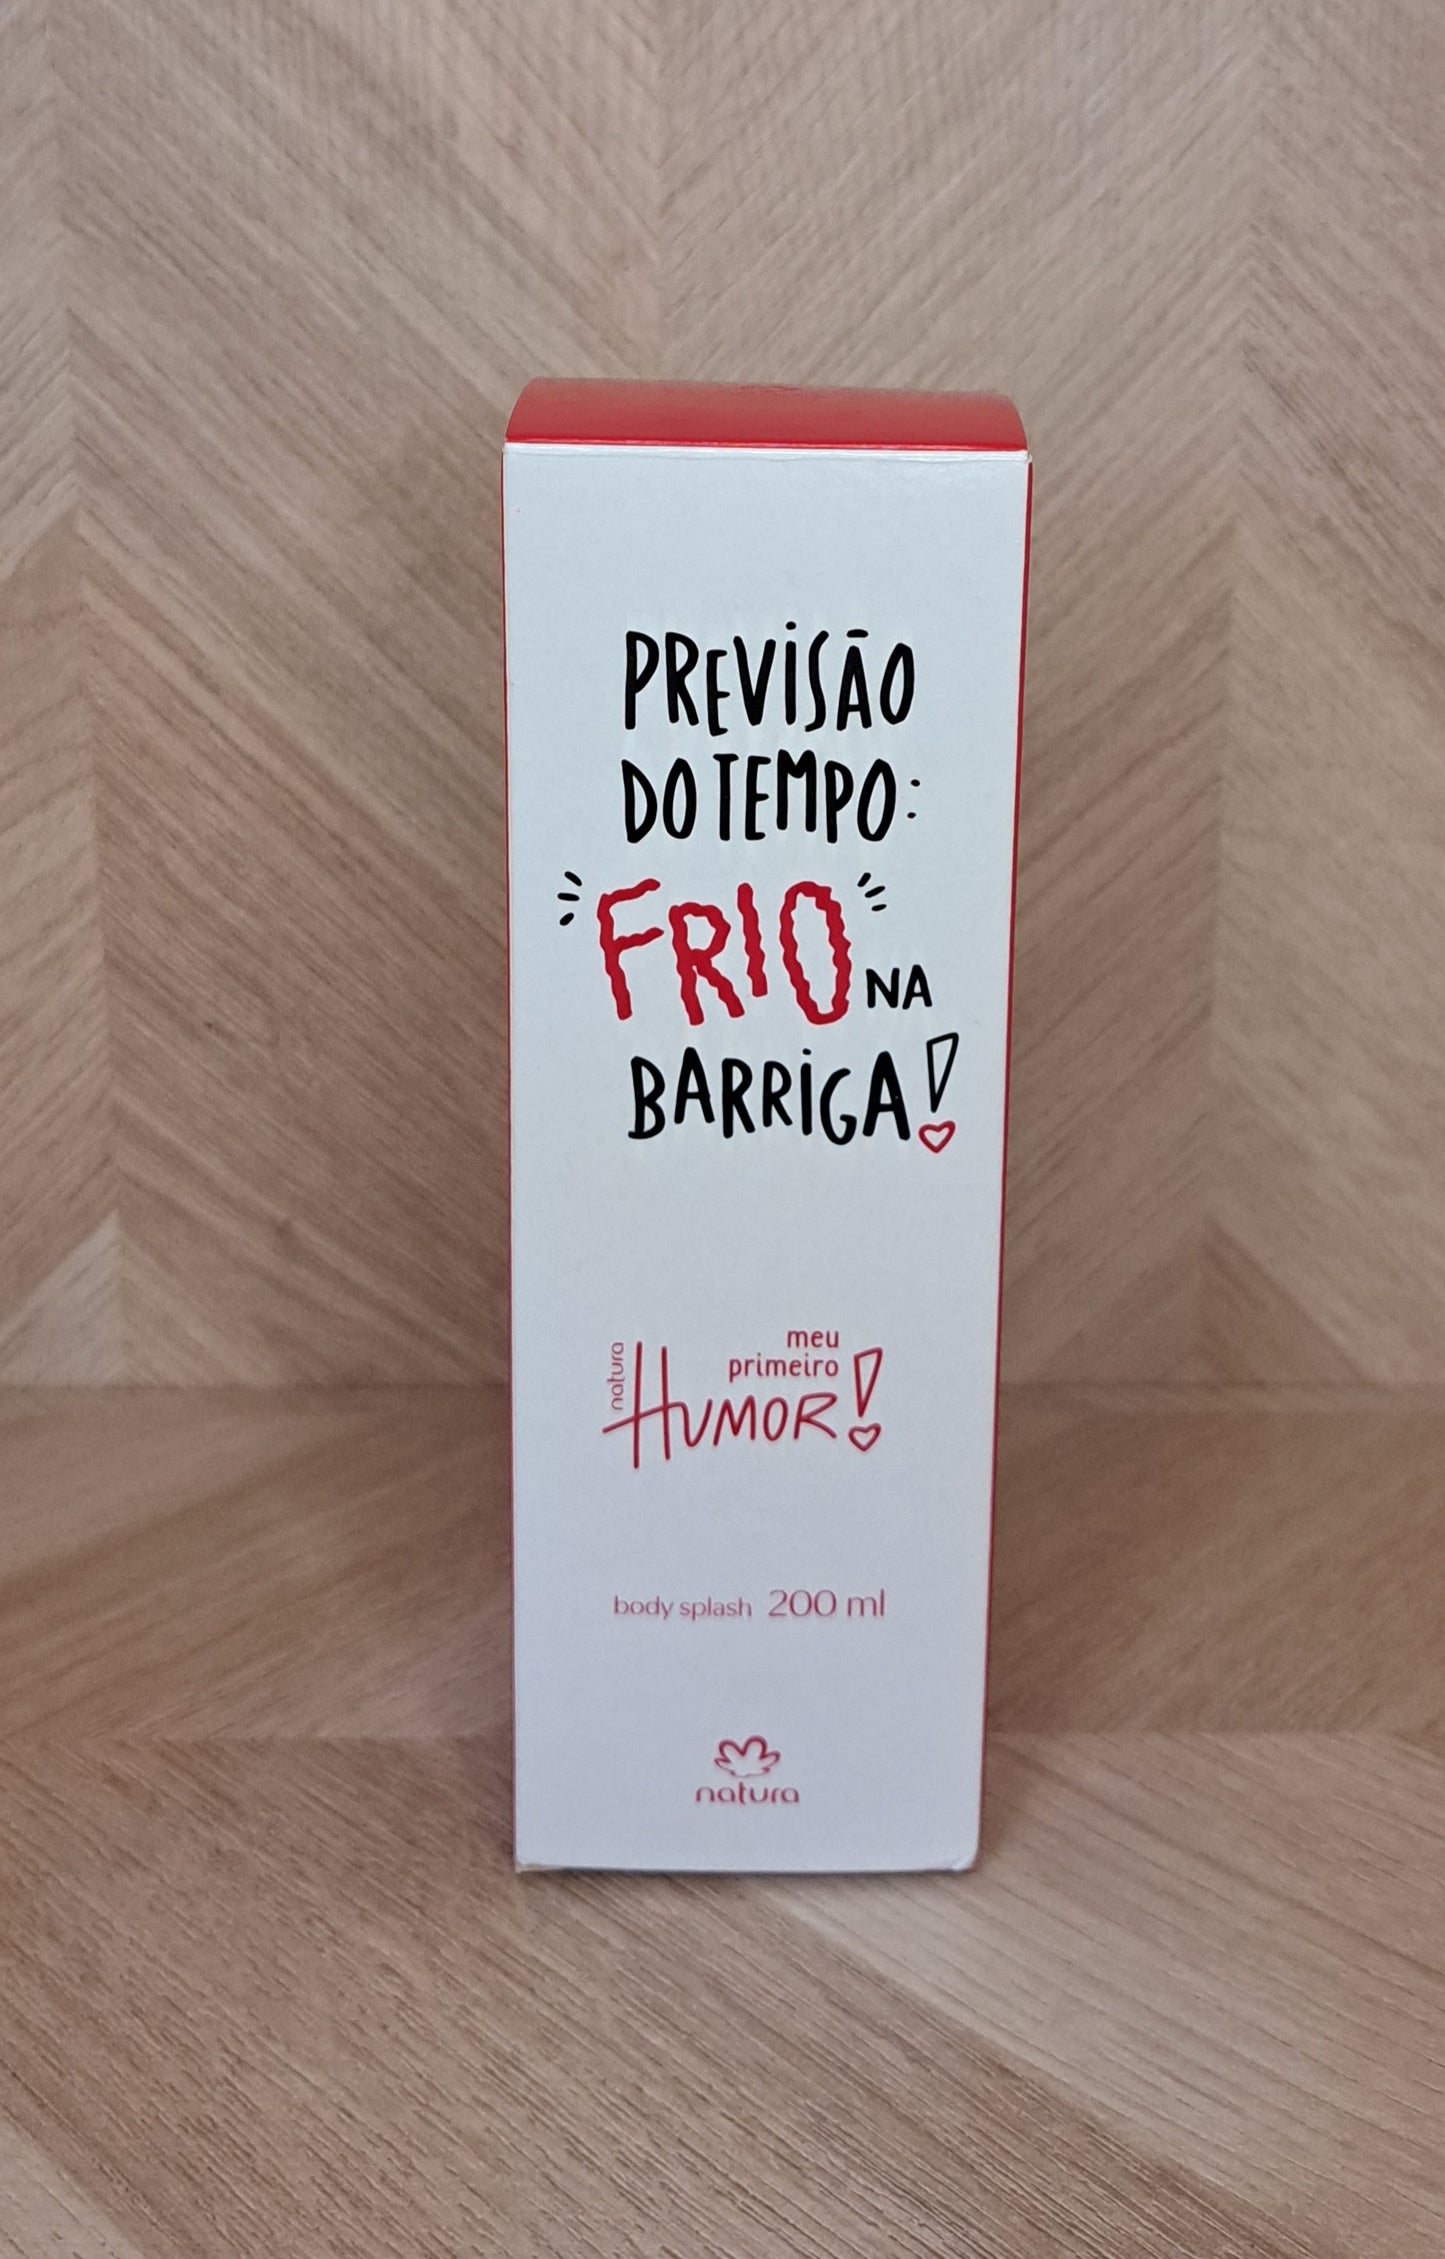 PREVISÃO
DO TEMPO:
FRIO NA
BARRIGA!
natura
meu
primeiro
HUMOR!
body splash 200 ml
natura